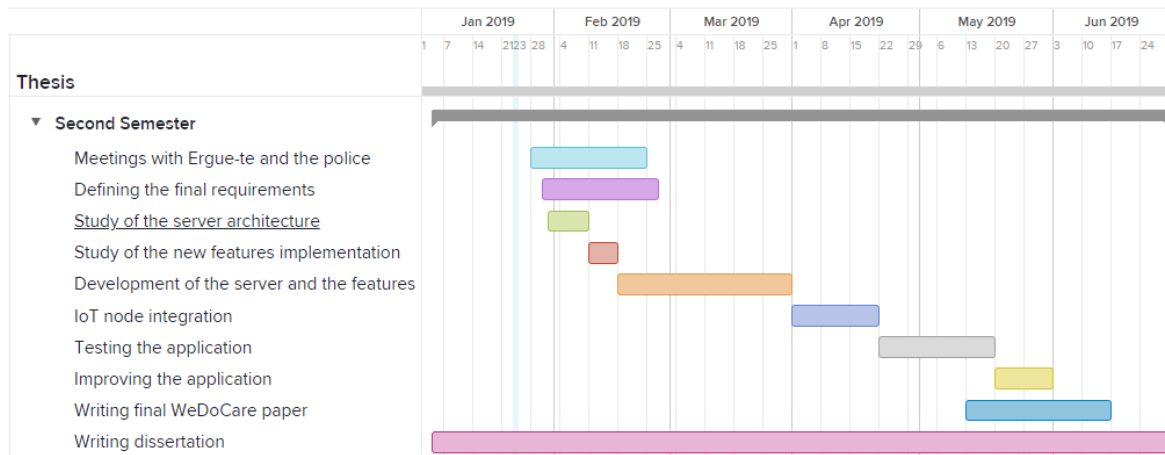 Jan 2019 Feb 2019 Mar 2019 Apr 2019 May 2019 Jun 2019
1 7 14 21 23 28 4 11 18 25 4 11 18 25 1 8 15 22 29 6 13 20 27 3 10 17 24
Thesis
Second Semester
Meetings with Ergue-te and the police
Defining the final requirements
Study of the server architecture
Study of the new features implementation
Development of the server and the features
IoT node integration
Testing the application
Improving the application
Writing final WeDoCare paper
Writing dissertation